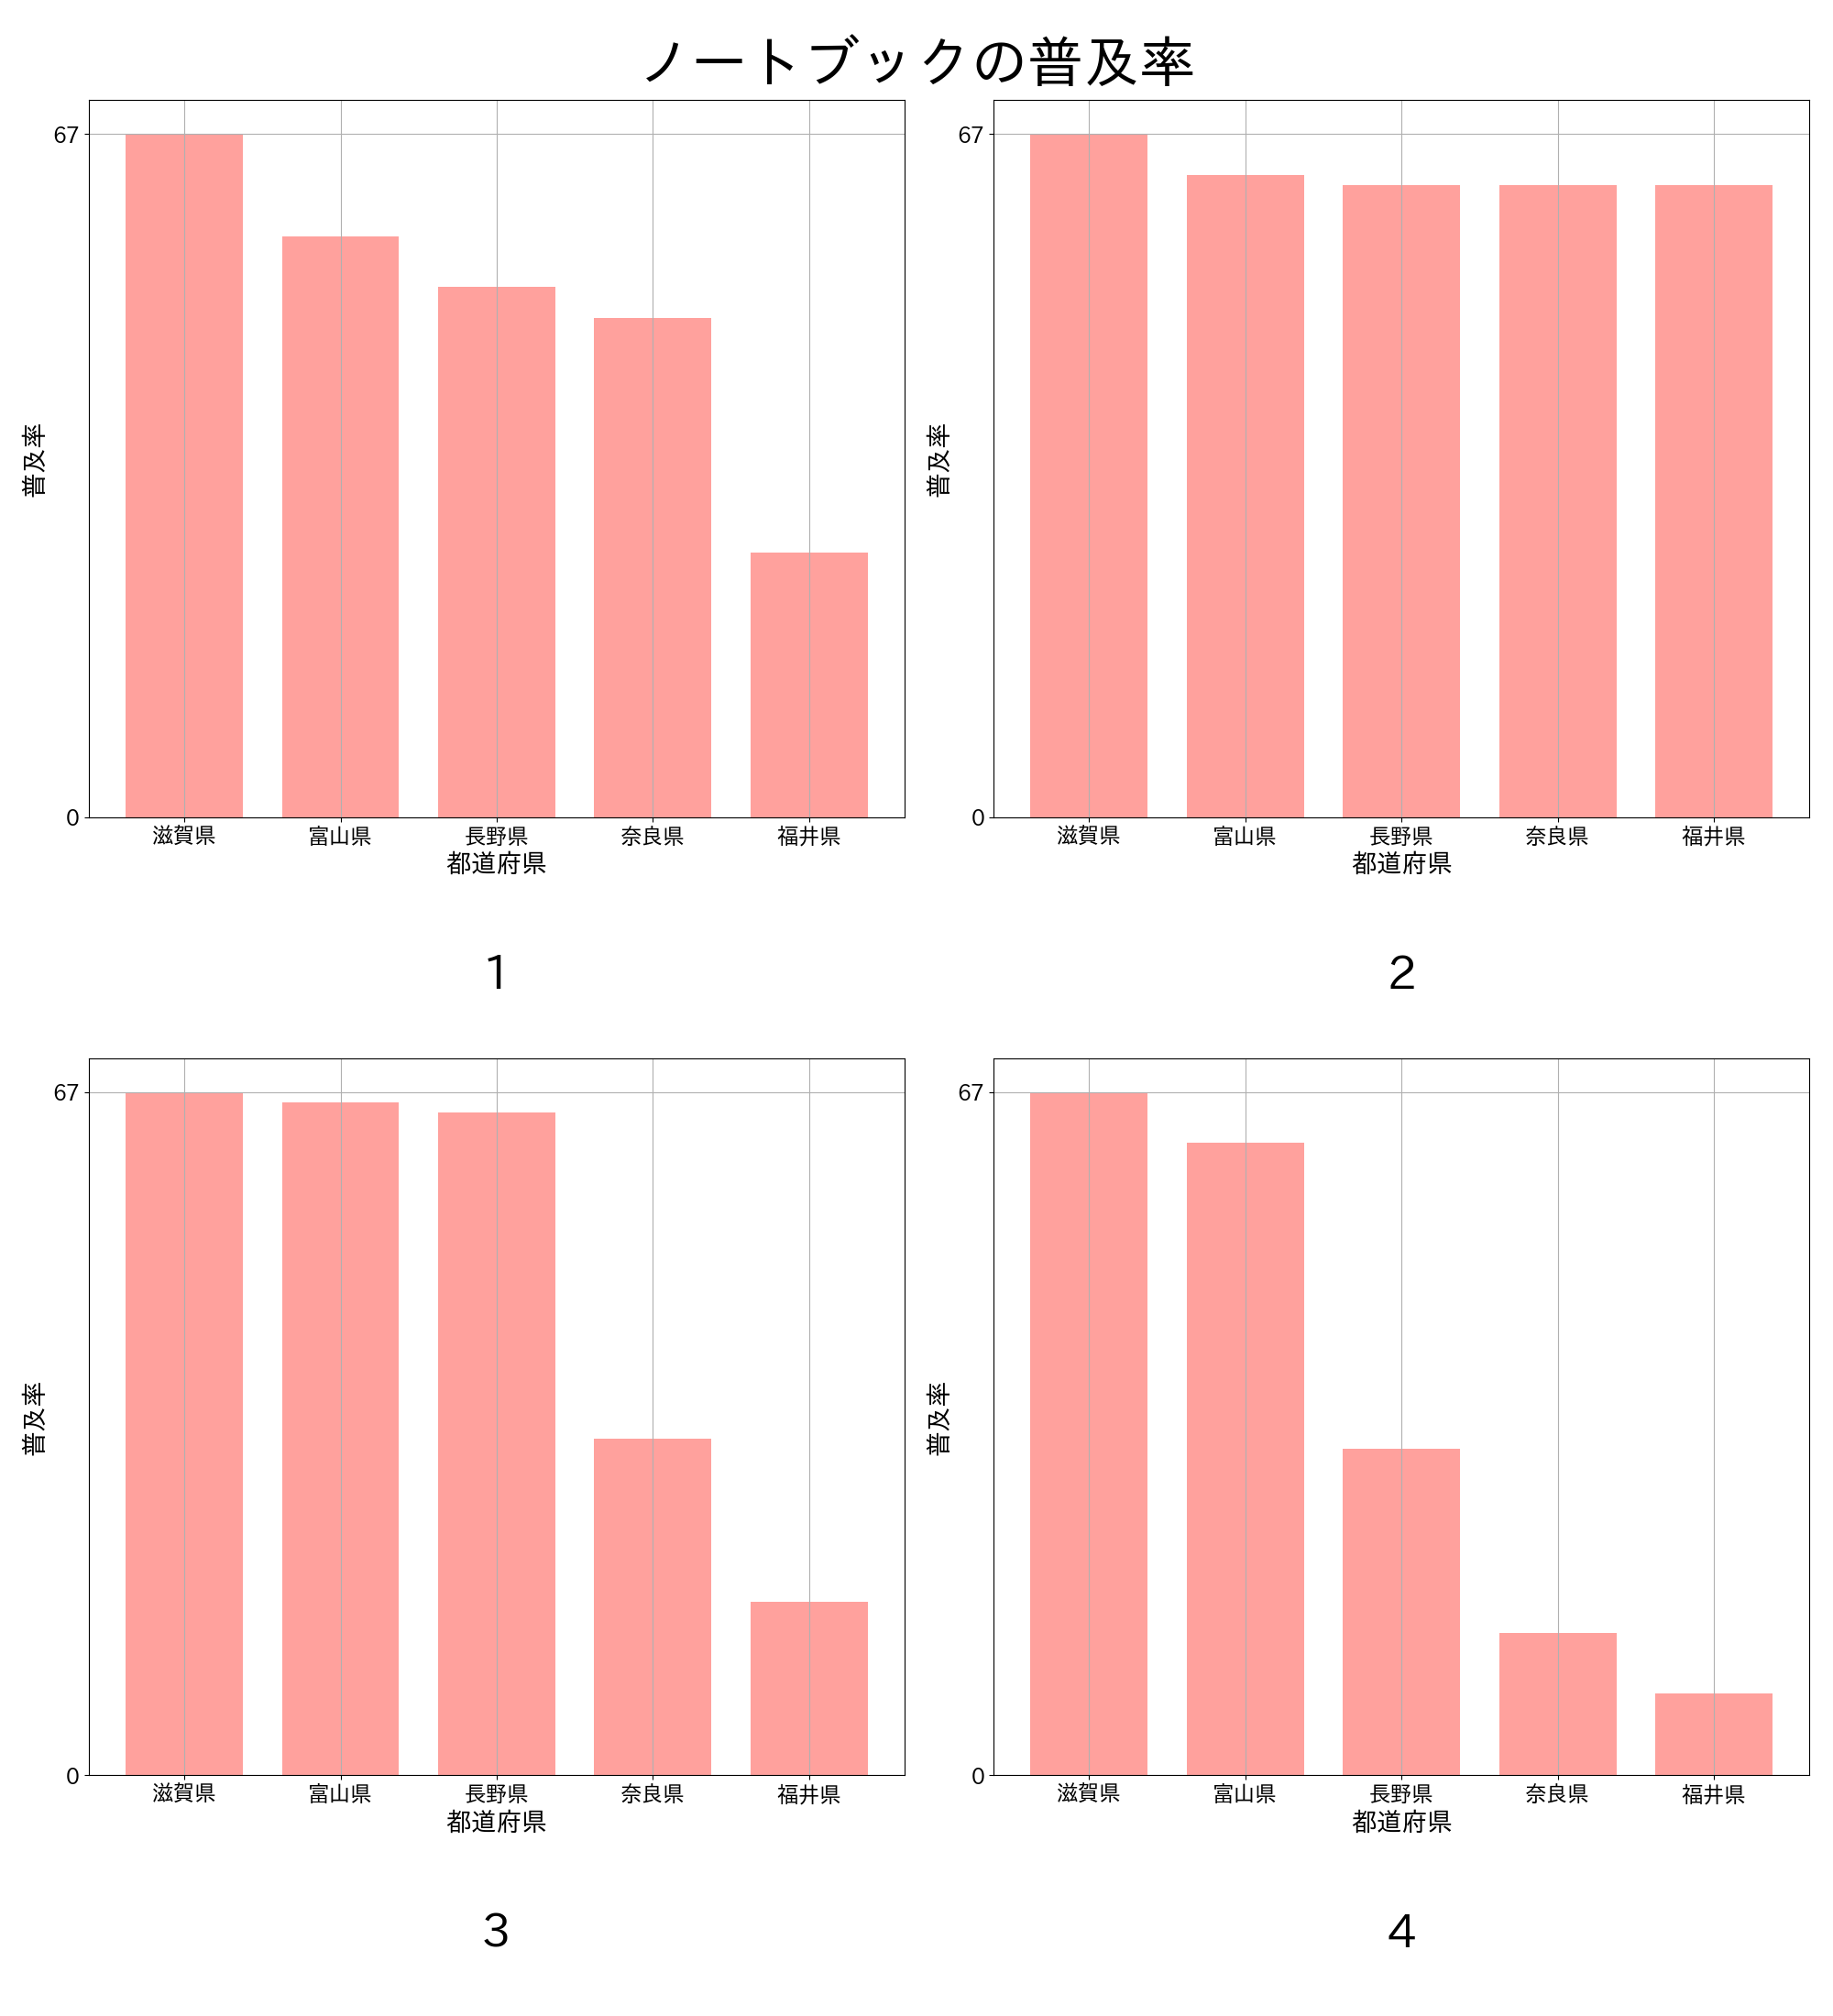 ノートブックの普及率
67
0
普及率
滋賀県 富山県 長野県 奈良県 福井県
都道府県
1
67
0
普及率
滋賀県 富山県 長野県 奈良県 福井県
都道府県
2
67
0
普及率
滋賀県 富山県 長野県 奈良県 福井県
都道府県
3
67
0
普及率
滋賀県 富山県 長野県 奈良県 福井県
都道府県
4